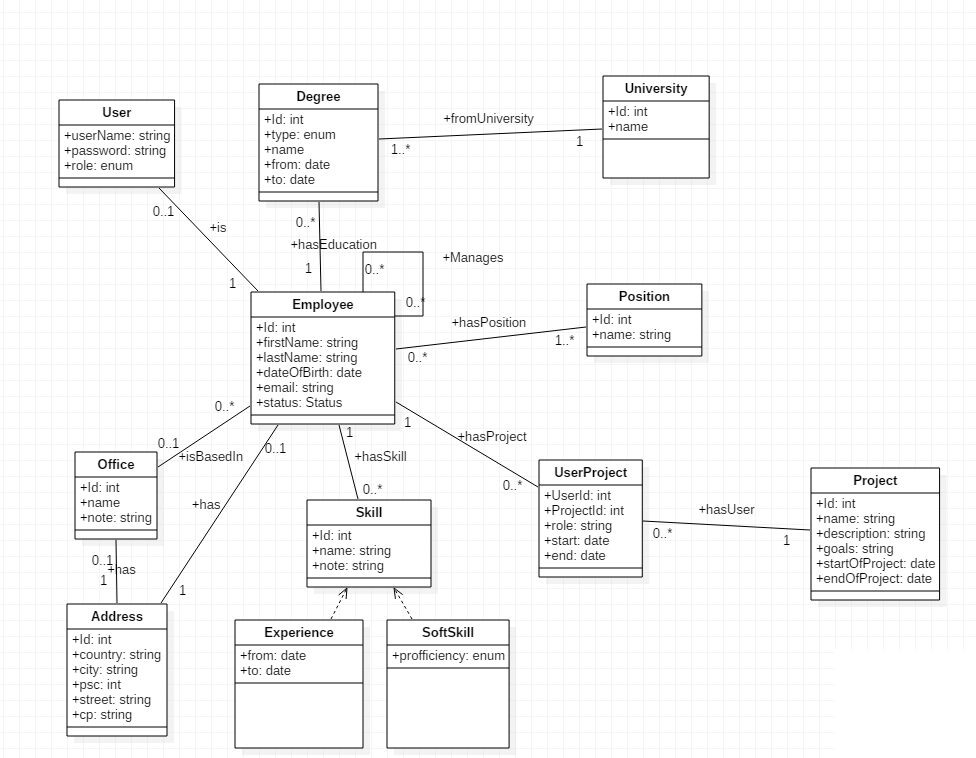 User
+userName: string
+password: string
+role: enum
Degree
+Id: int
+type: enum
+name
+from: date
+to: date
+fromUniversity
1..*
1
University
+Id: int
+name
0..1
+is
1
0..*
+hasEducation
1
0..*
+Manages
0..*
Employee
+Id: int
+firstName: string
+lastName: string
+dateOfBirth: date
+email: string
+status: Status
+hasPosition
0..*
1..*
Position
+Id: int
+name: string
0..*
0..1
+isBasedIn
0..1
+has
1
1
+hasSkill
0..*
1
+hasProject
0..*
Office
+Id: int
+name
+note: string
0..1
+has
1
Skill
+Id: int
+name: string
+note: string
UserProject
+UserId: int
+ProjectId: int
+role: string
+start: date
+end: date
+hasUser
0..*
1
Project
+Id: int
+name: string
+description: string
+goals: string
+startOfProject: date
+endOfProject: date
Address
+Id: int
+country: string
+city: string
+psc: int
+street: string
+cp: string
Experience
+from: date
+to: date
SoftSkill
+profficiency: enum